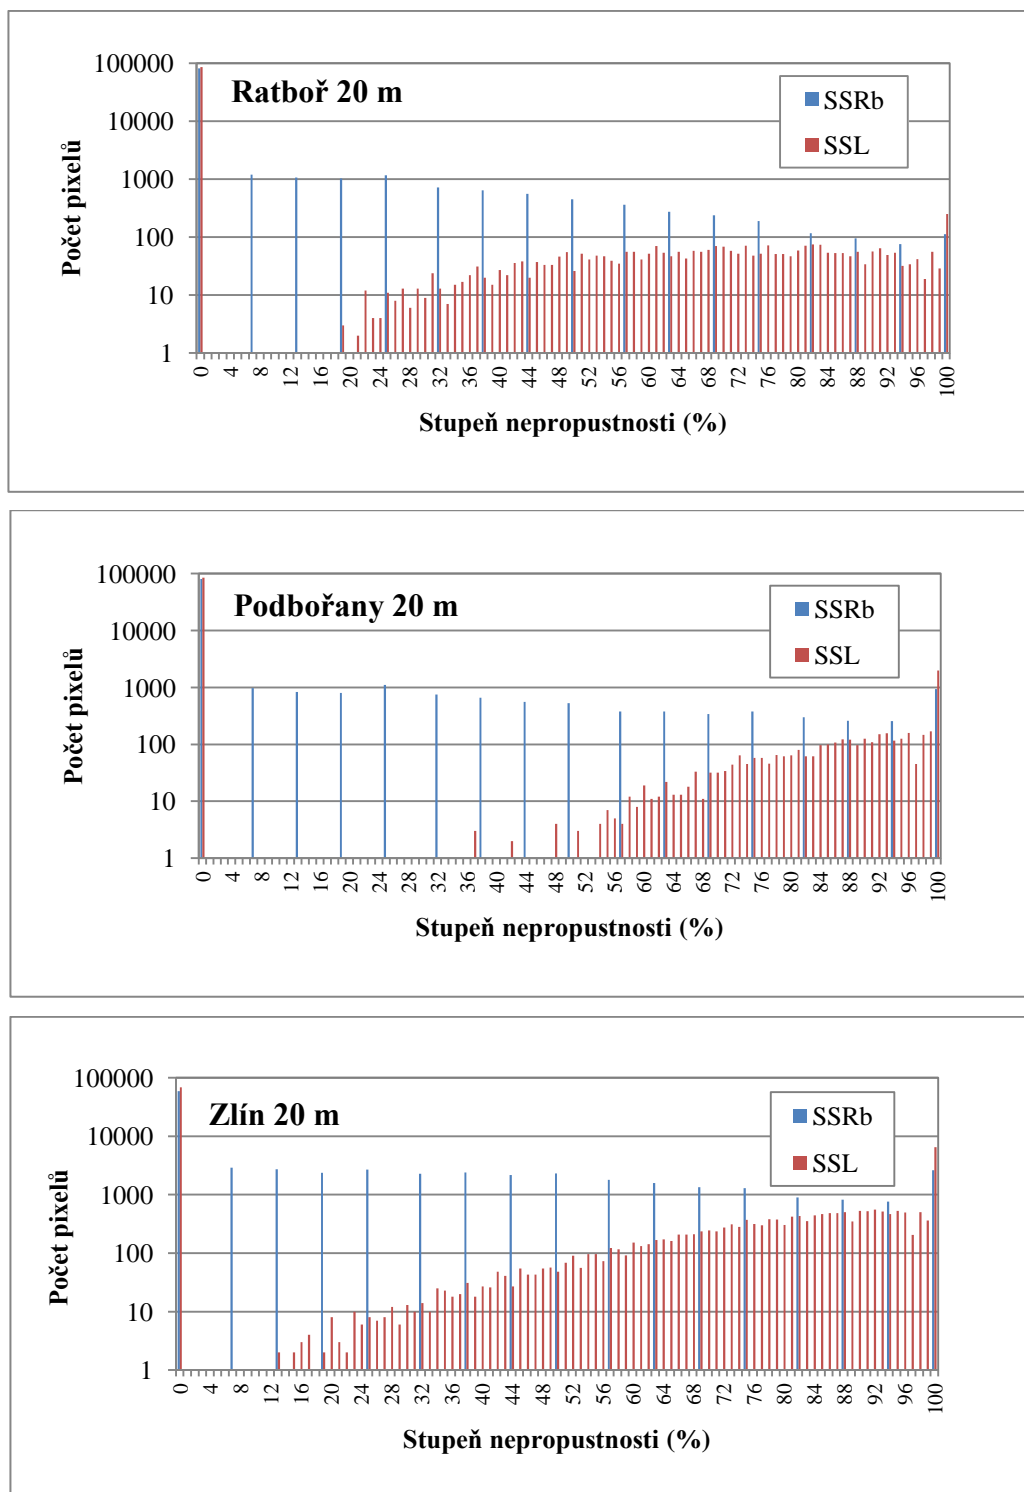 Ratboř 20 m
SSRb
SSL
100000
10000
1000
100
10
1
Počet pixelů
0 4 8 12 16 20 24 28 32 36 40 44 48 52 56 60 64 68 72 76 80 84 88 92 96 100
Stupeň nepropustnosti (%)
Podbořany 20 m
SSRb
SSL
100000
10000
1000
100
10
1
Počet pixelů
0 4 8 12 16 20 24 28 32 36 40 44 48 52 56 60 64 68 72 76 80 84 88 92 96 100
Stupeň nepropustnosti (%)
Zlín 20 m
SSRb
SSL
100000
10000
1000
100
10
1
Počet pixelů
0 4 8 12 16 20 24 28 32 36 40 44 48 52 56 60 64 68 72 76 80 84 88 92 96 100
Stupeň nepropustnosti (%)